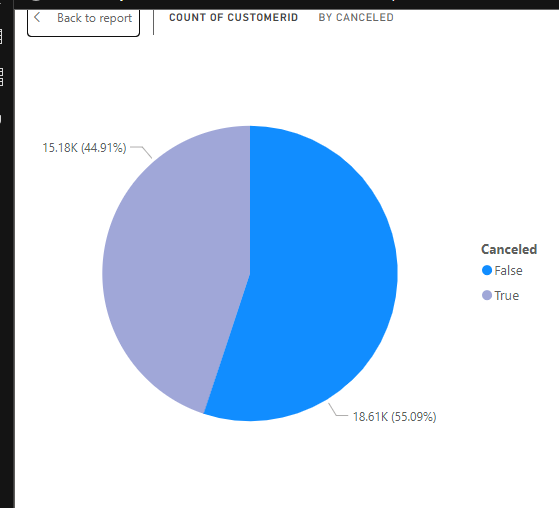 Back to report
COUNT OF CUSTOMERID BY CANCELED
15.18K (44.91%)
Canceled
False
True
18.61K (55.09%)